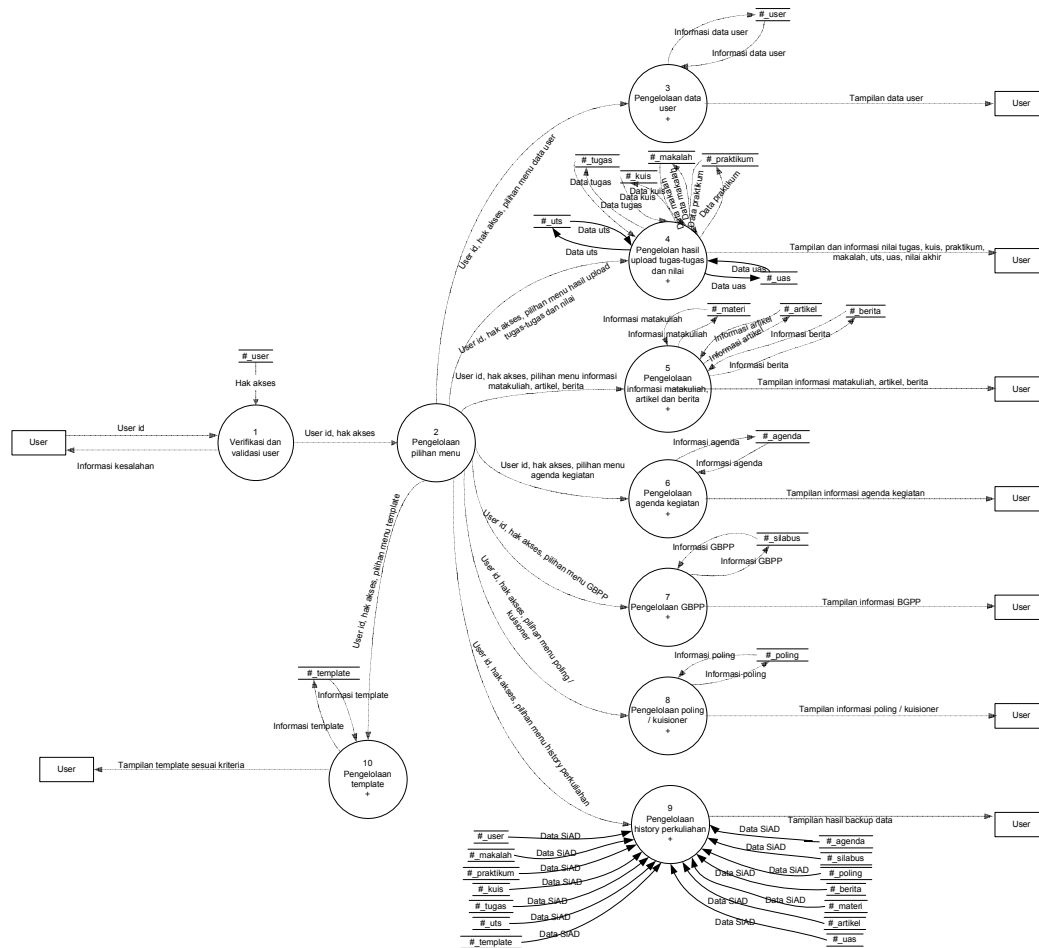 #_user
Informasi data user
Informasi data user
3
Pengelolaan data
user
+
Tampilan data user
User
User id, hak akses, pilihan menu data user
#_tugas
#_makalah
#_praktikum
#_kuis
Data tugas
Data tugas
Data kuis
Data kuis
Data makalah
Data makalah
Data praktikum
Data praktikum
#_uts
Data uts
Data uts
4
Pengelolan hasil
upload tugas-tugas
dan nilai
+
Data uas
Data uas
#_uas
Tampilan dan informasi nilai tugas, kuis, praktikum,
makalah, uts, uas, nilai akhir
User
User id, hak akses, pilihan menu hasil upload
tugas-tugas dan nilai
#_materi
#_artikel
#_berita
Informasi matakuliah
Informasi matakuliah
Informasi artikel
Informasi artikel
Informasi berita
Informasi berita
5
Pengelolaan
informasi matakuliah,
artikel dan berita
+
Tampilan informasi matakuliah, artikel, berita
User
User id, hak akses, pilihan menu informasi
matakuliah, artikel, berita
#_user
Hak akses
User
User id
Informasi kesalahan
1
Verifikasi dan
validasi user
User id, hak akses
2
Pengelolaan
pilihan menu
User id, hak akses, pilihan menu
agenda kegiatan
#_agenda
Informasi agenda
Informasi agenda
6
Pengelolaan
agenda kegiatan
+
Tampilan informasi agenda kegiatan
User
User id, hak akses, pilihan menu GBPP
#_silabus
Informasi GBPP
Informasi GBPP
7
Pengelolaan GBPP
+
Tampilan informasi BGPP
User
User id, hak akses, pilihan menu poling /
kuisioner
#_poling
Informasi poling
Informasi poling
8
Pengelolaan poling
/ kuisioner
+
Tampilan informasi poling / kuisioner
User
User id, hak akses, pilihan menu template
#_template
Informasi template
Informasi template
10
Pengelolaan
template
+
Tampilan template sesuai kriteria
User
User id, hak akses, pilihan menu history perkuliahan
9
Pengelolaan
history perkuliahan
+
Tampilan hasil backup data
User
#_user
Data SiAD
#_makalah
Data SiAD
#_praktikum
Data SiAD
#_kuis
Data SiAD
#_tugas
Data SiAD
#_uts
Data SiAD
#_template
Data SiAD
Data SiAD
#_agenda
Data SiAD
#_silabus
Data SiAD
#_poling
Data SiAD
#_berita
Data SiAD
#_materi
Data SiAD
#_artikel
Data SiAD
#_uas